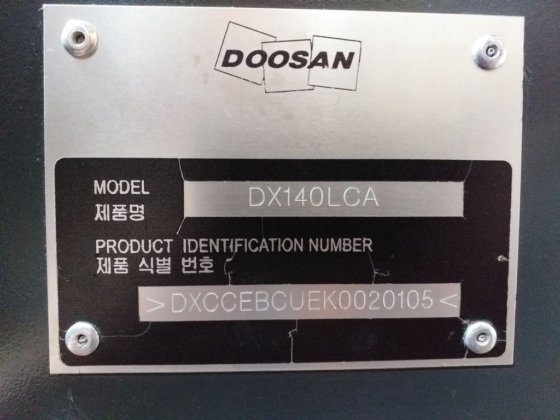 DOOSAN
MODEL DX140LCA
제품명
PRODUCT IDENTIFICATION NUMBER
제품 식별 번호
>DXCCEBCUEK0020105<